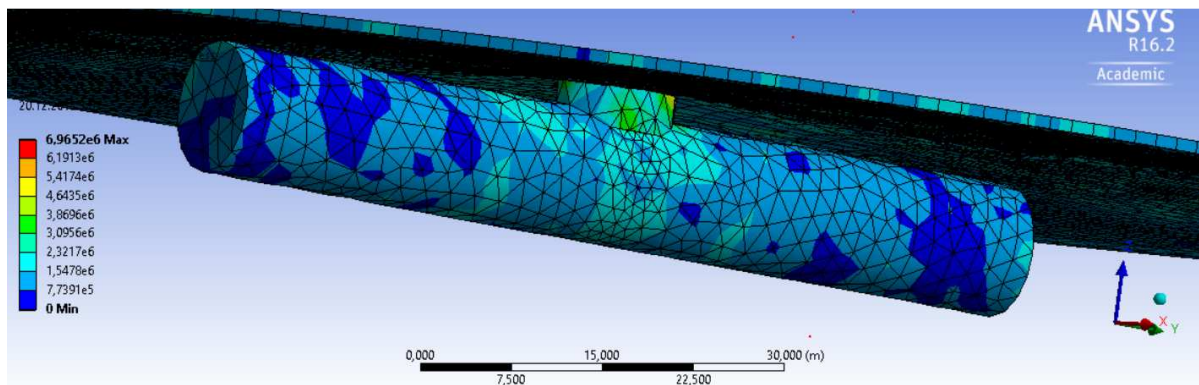 ANSYS
R16.2
Academic
6,9652e6 Max
6,1913e6
5,4174e6
4,6435e6
3,8696e6
3,0956e6
2,3217e6
1,5478e6
7,7391e5
0 Min
0,000
15,000
30,000 (m)
7,500
22,500
X
Y